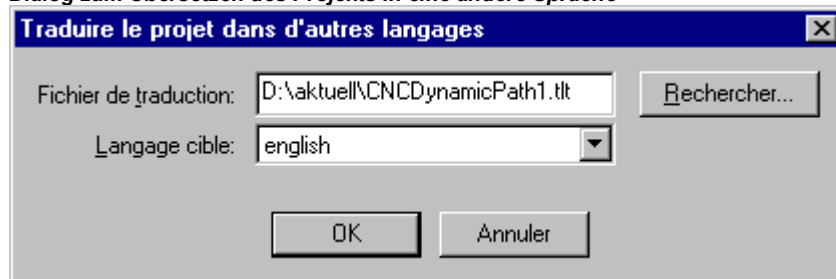 Dialog zum Übersetzen des Projekts in eine andere Sprache
Traduire le projet dans d'autres langages
Fichier de traduction: D:\aktuell\CNCDynamicPath1.tlt Rechercher...
Langage cible: english
OK Annuler